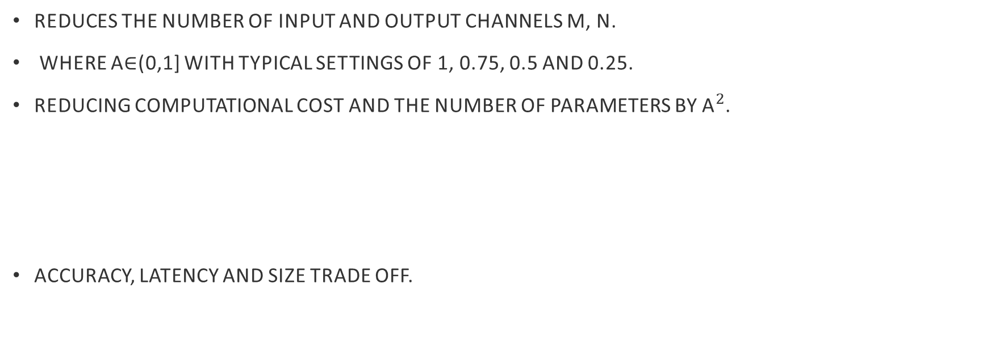 • REDUCES THE NUMBER OF INPUT AND OUTPUT CHANNELS M, N.
• WHERE A∈(0,1] WITH TYPICAL SETTINGS OF 1, 0.75, 0.5 AND 0.25.
• REDUCING COMPUTATIONAL COST AND THE NUMBER OF PARAMETERS BY A².
• ACCURACY, LATENCY AND SIZE TRADE OFF.